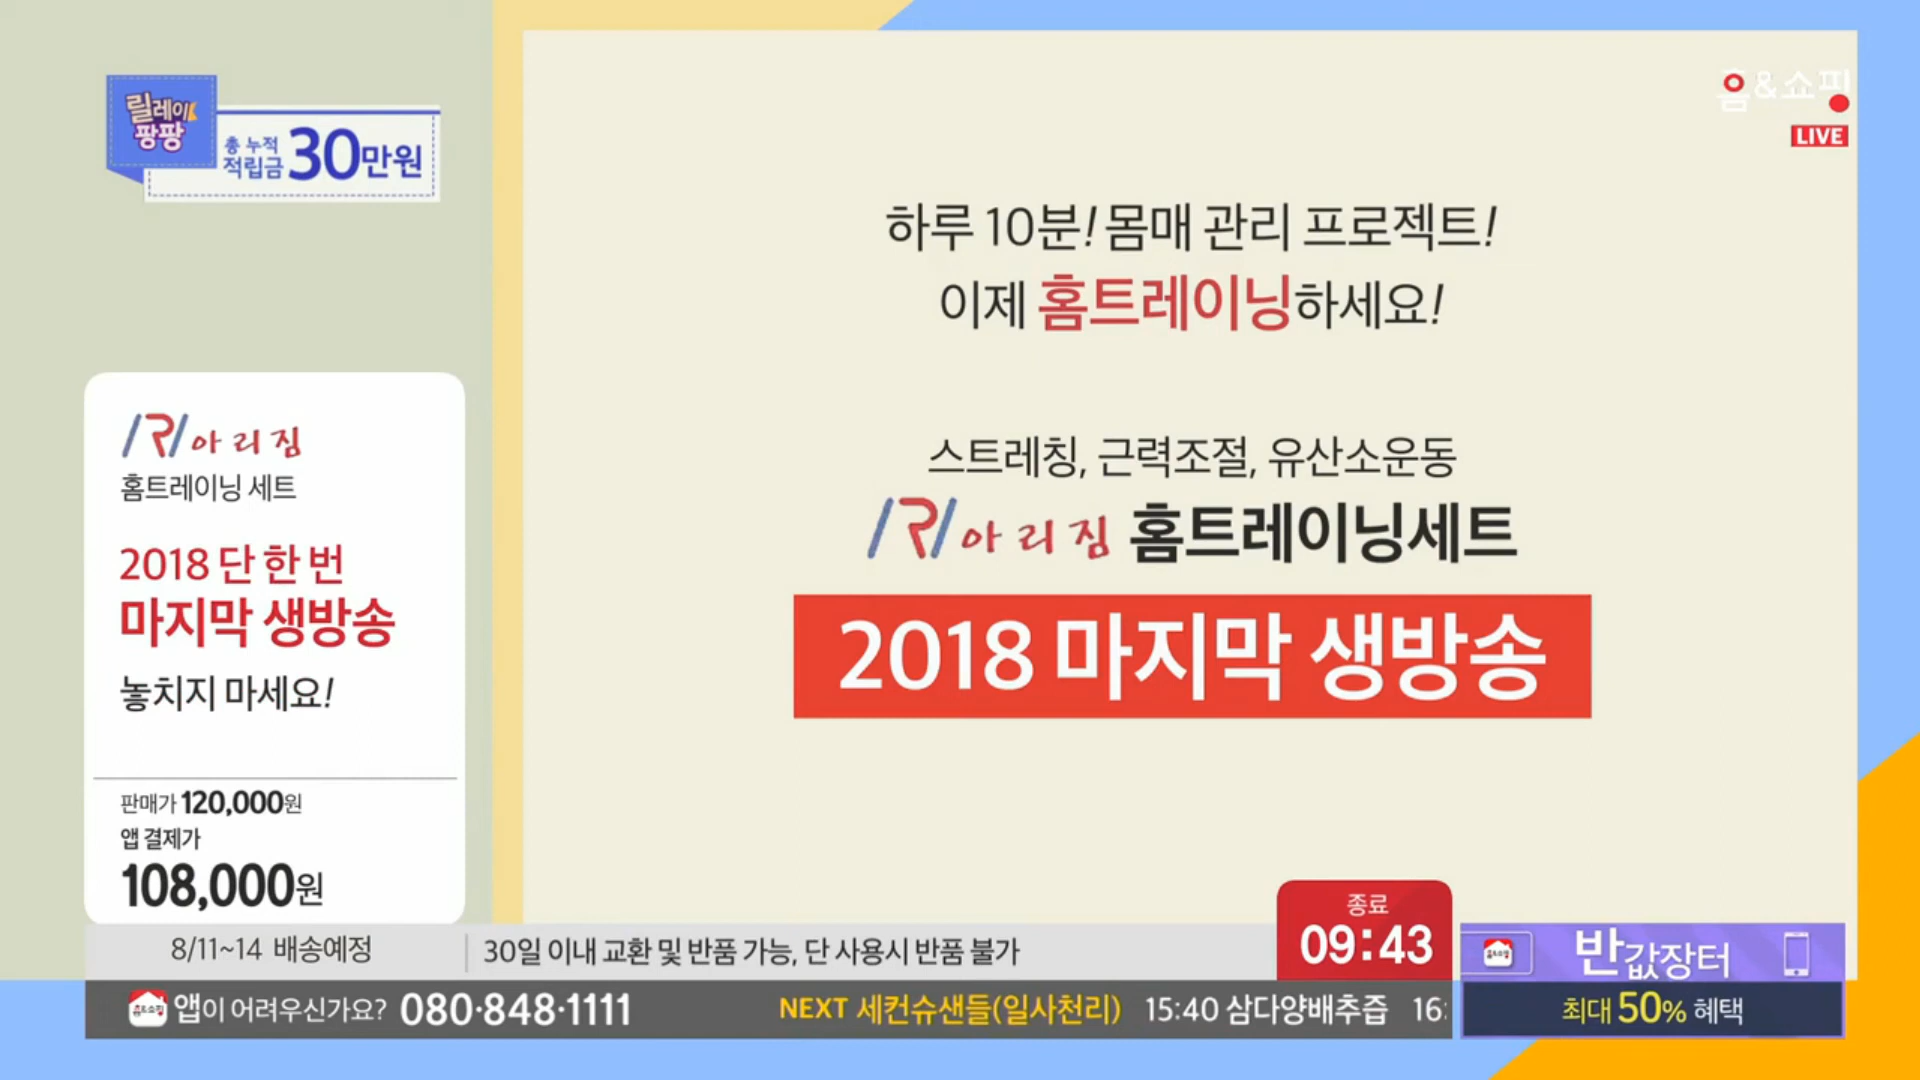 릴레이
팡팡
총 누적
적립금 30만원
홈&쇼핑
LIVE
하루 10분! 몸매 관리 프로젝트!
이제 홈트레이닝하세요!
스트레칭, 근력조절, 유산소운동
아리짐 홈트레이닝세트
2018 마지막 생방송
아리짐
홈트레이닝 세트
2018 단 한 번
마지막 생방송
놓치지 마세요!
판매가 120,000원
앱 결제가
108,000원
8/11~14 배송예정
30일 이내 교환 및 반품 가능, 단 사용시 반품 불가
종료
09:43
반값장터
최대 50% 혜택
앱이 어려우신가요? 080·848·1111
NEXT 세컨슈샌들(일사천리) 15:40 삼다양배추즙 16: